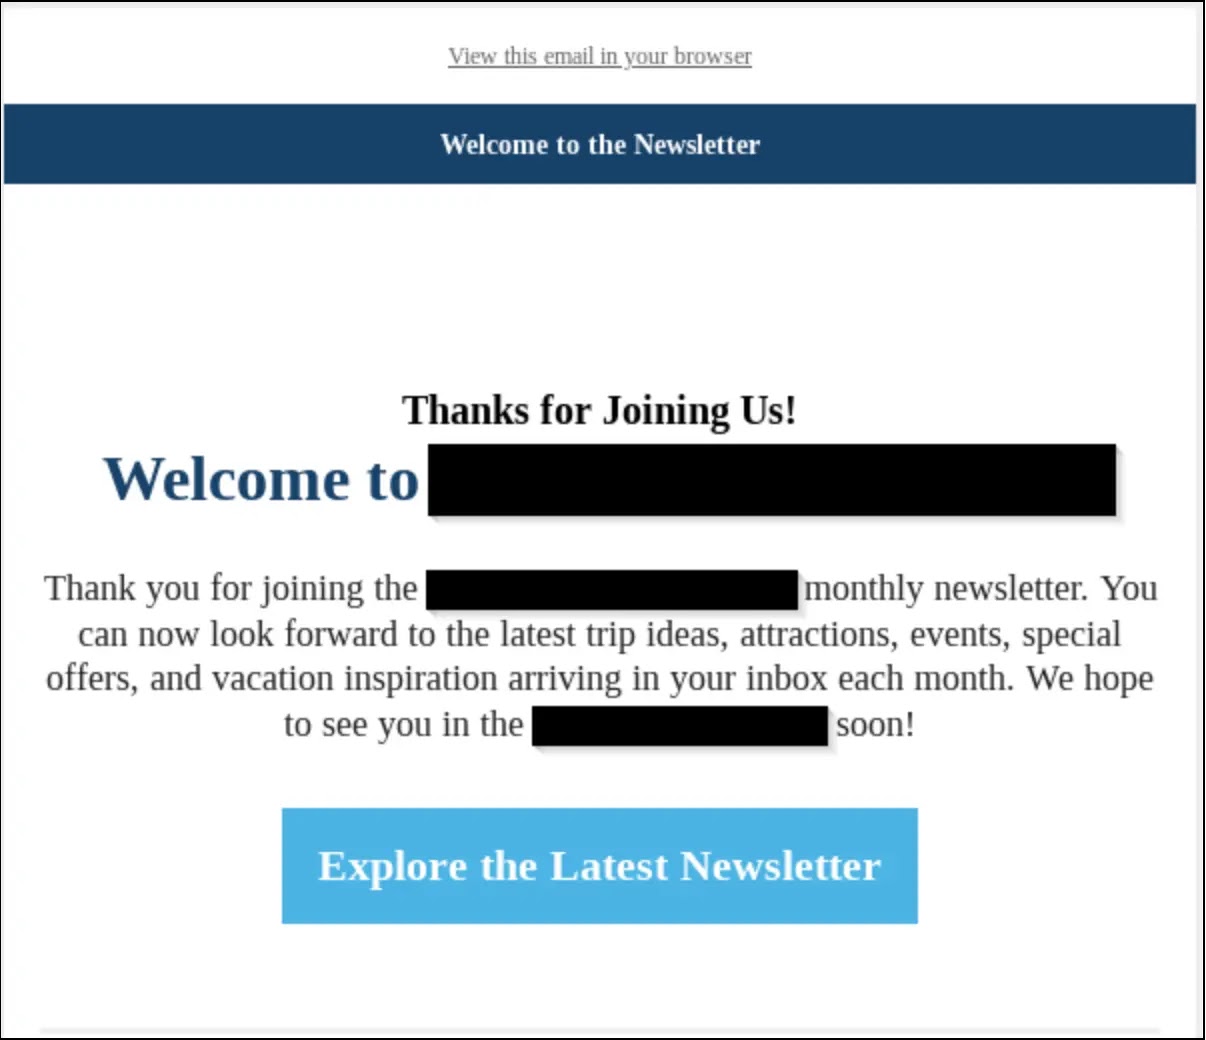 View this email in your browser
Welcome to the Newsletter
Thanks for Joining Us!
Welcome to
Thank you for joining the monthly newsletter. You
can now look forward to the latest trip ideas, attractions, events, special
offers, and vacation inspiration arriving in your inbox each month. We hope
to see you in the soon!
Explore the Latest Newsletter